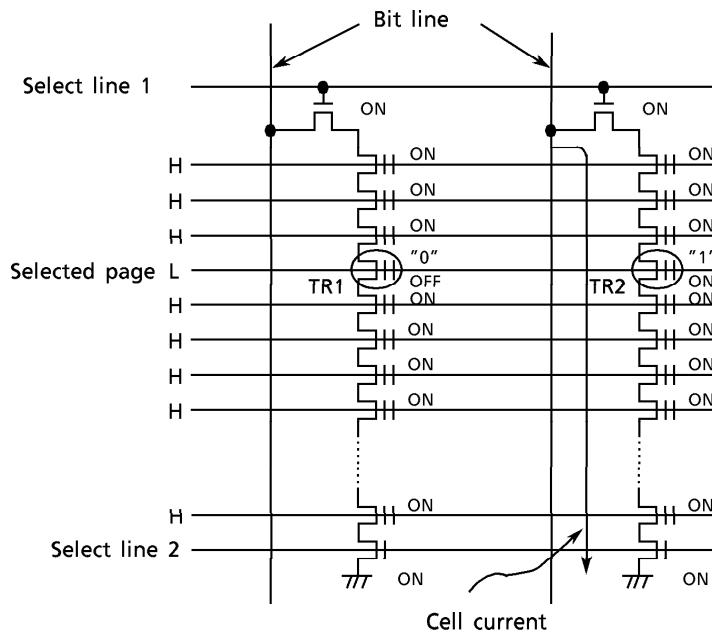 Bit line
Select line 1
ON ON
H ON ON
H ON ON
H ON ON
"0" "1"
Selected page L
TR1 OFF TR2 ON
H ON ON
H ON ON
H ON ON
H ON ON
H ON ON
Select line 2
ON ON
Cell current